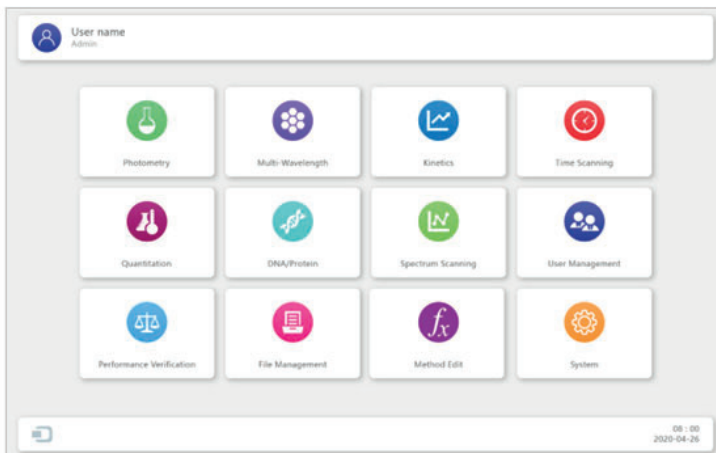 User name
Admin
Photometry
Multi-Wavelength
Kinetics
Time Scanning
Quantitation
DNA/Protein
Spectrum Scanning
User Management
Performance Verification
File Management
fx
Method Edit
System
08 : 00
2020-04-26